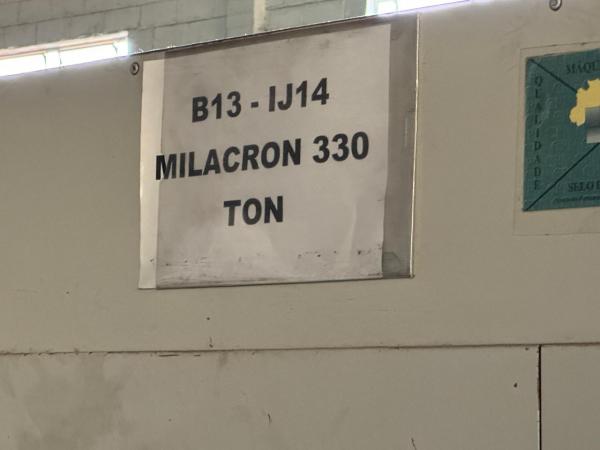 B13 - IJ14
MILACRON 330
TON
QUALIDADE